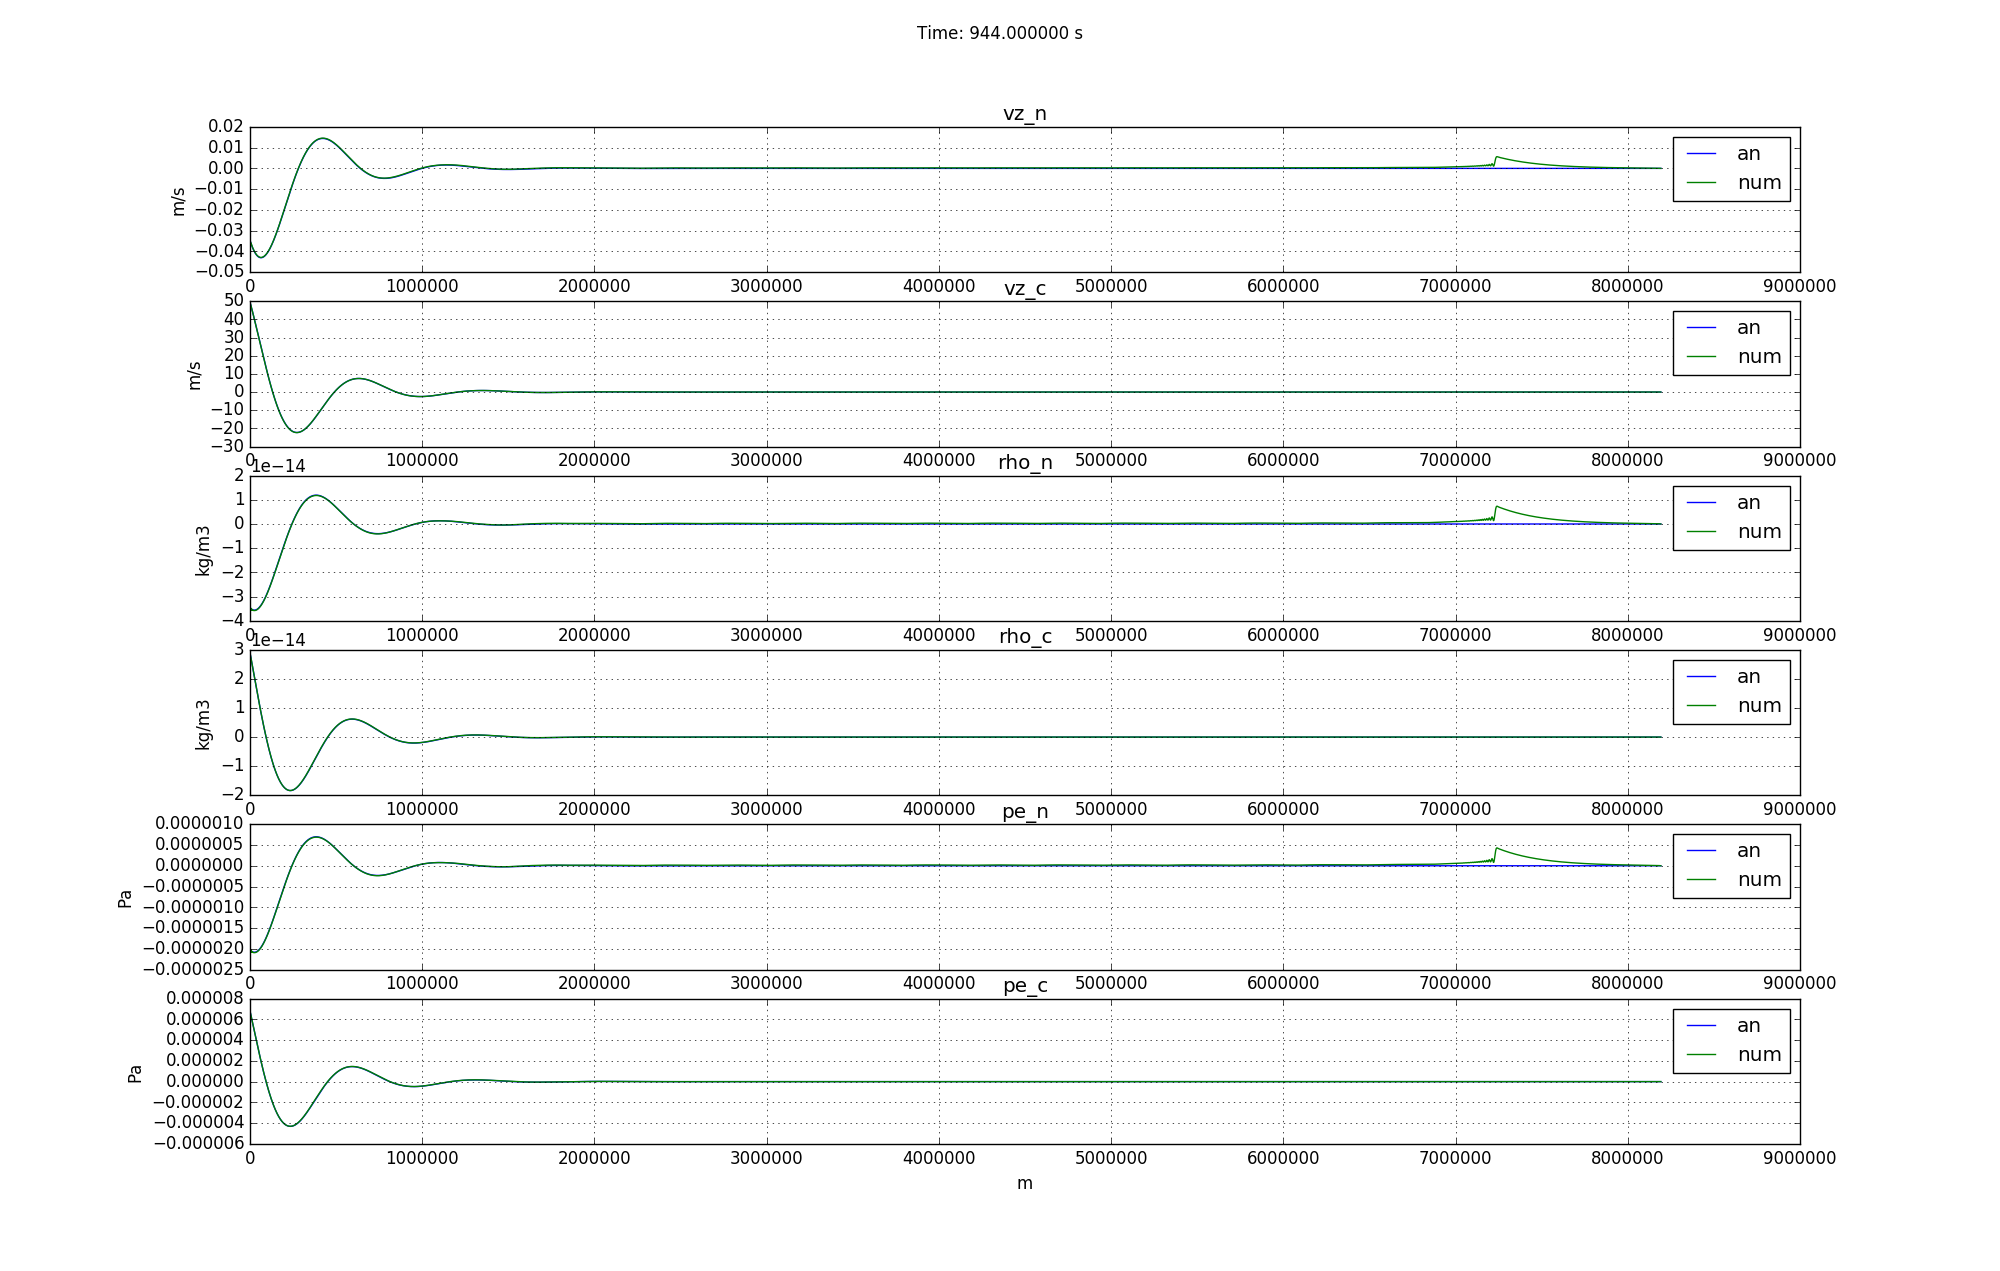 Time: 944.000000 s
vz_n
0.02
0.01
0.00
−0.01
−0.02
−0.03
−0.04
−0.05
m/s
an
num
0 1000000 2000000 3000000 4000000 5000000 6000000 7000000 8000000 9000000
vz_c
50
40
30
20
10
0
−10
−20
−30
m/s
an
num
0 1000000 2000000 3000000 4000000 5000000 6000000 7000000 8000000 9000000
1e−14
rho_n
2
1
0
−1
−2
−3
−4
kg/m3
an
num
0 1000000 2000000 3000000 4000000 5000000 6000000 7000000 8000000 9000000
1e−14
rho_c
3
2
1
0
−1
−2
kg/m3
an
num
0 1000000 2000000 3000000 4000000 5000000 6000000 7000000 8000000 9000000
pe_n
0.0000010
0.0000005
0.0000000
−0.0000005
−0.0000010
−0.0000015
−0.0000020
−0.0000025
Pa
an
num
0 1000000 2000000 3000000 4000000 5000000 6000000 7000000 8000000 9000000
pe_c
0.000008
0.000006
0.000004
0.000002
0.000000
−0.000002
−0.000004
−0.000006
Pa
an
num
0 1000000 2000000 3000000 4000000 5000000 6000000 7000000 8000000 9000000
m